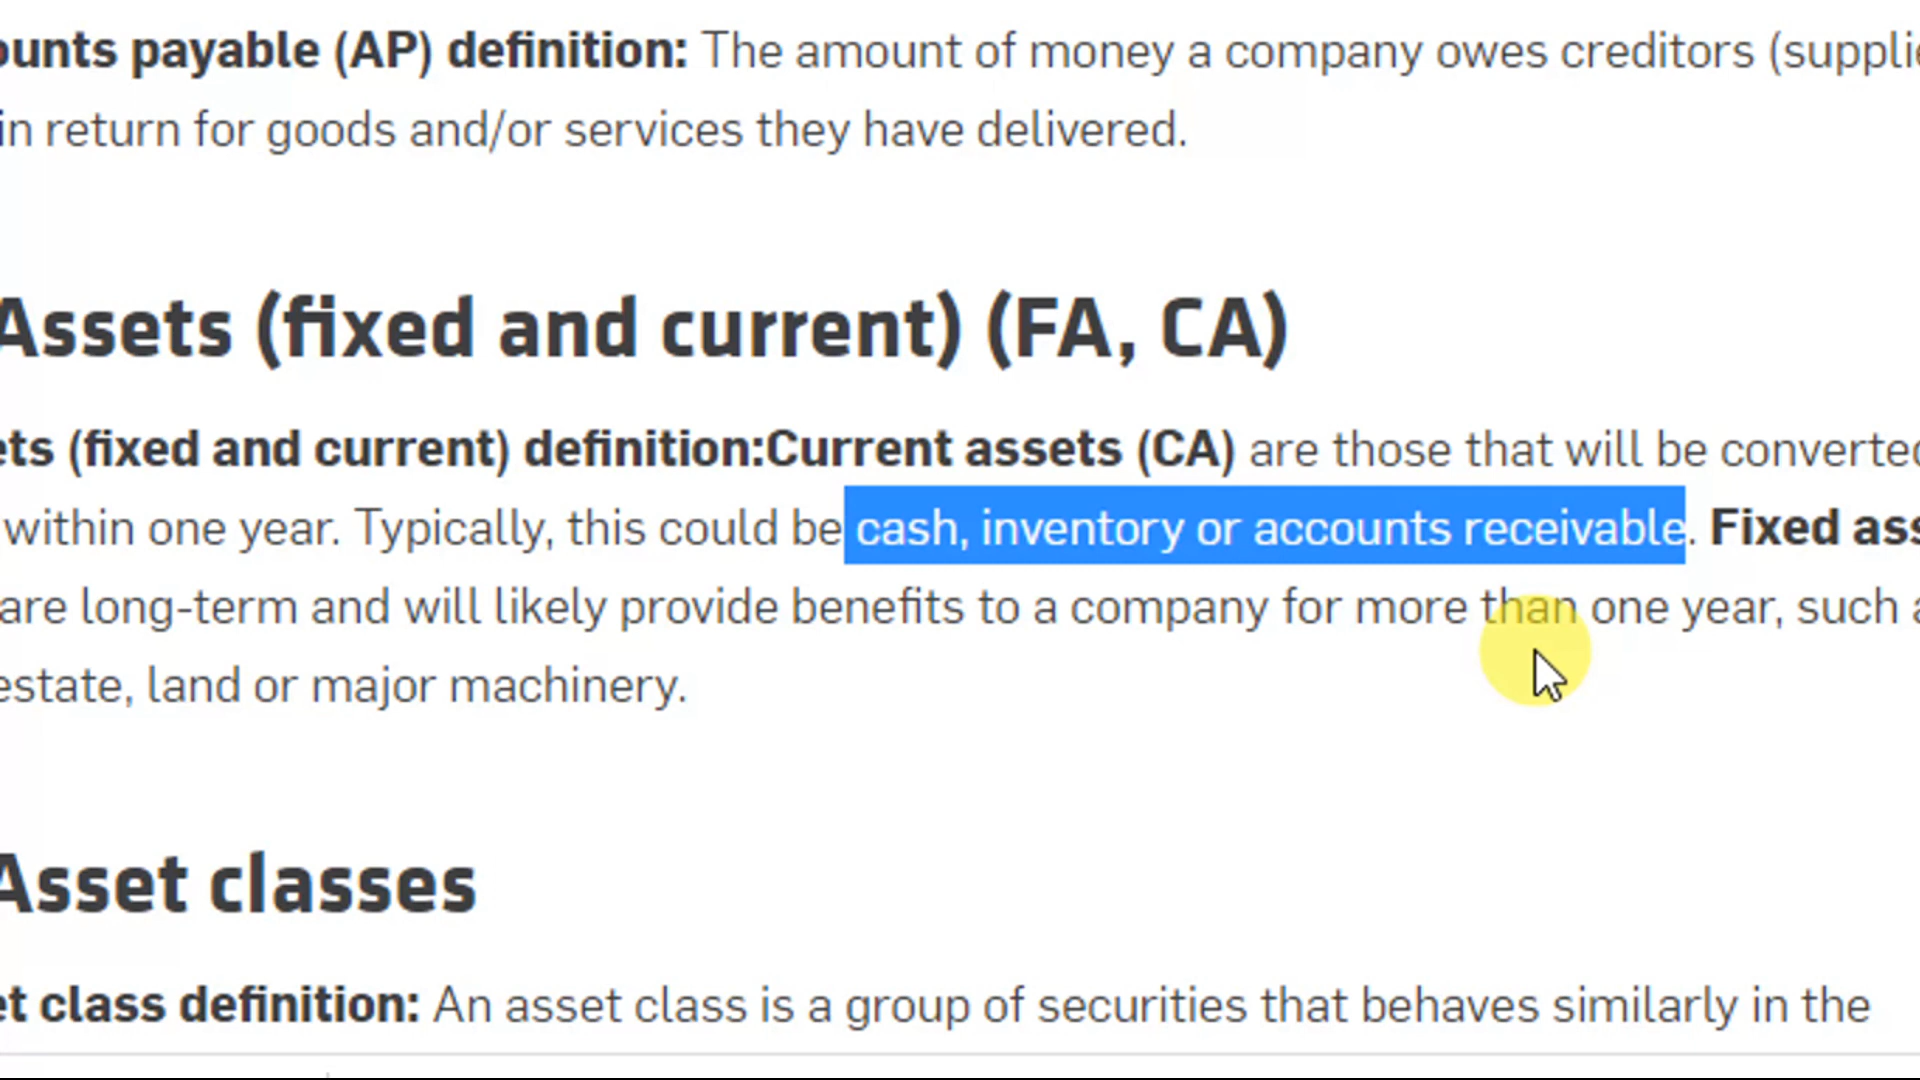 ounts payable (AP) definition: The amount of money a company owes creditors (supplie
in return for goods and/or services they have delivered.
Assets (fixed and current) (FA, CA)
ets (fixed and current) definition:Current assets (CA) are those that will be converted
within one year. Typically, this could be cash, inventory or accounts receivable. Fixed ass
are long-term and will likely provide benefits to a company for more than one year, such a
estate, land or major machinery.
Asset classes
et class definition: An asset class is a group of securities that behaves similarly in the